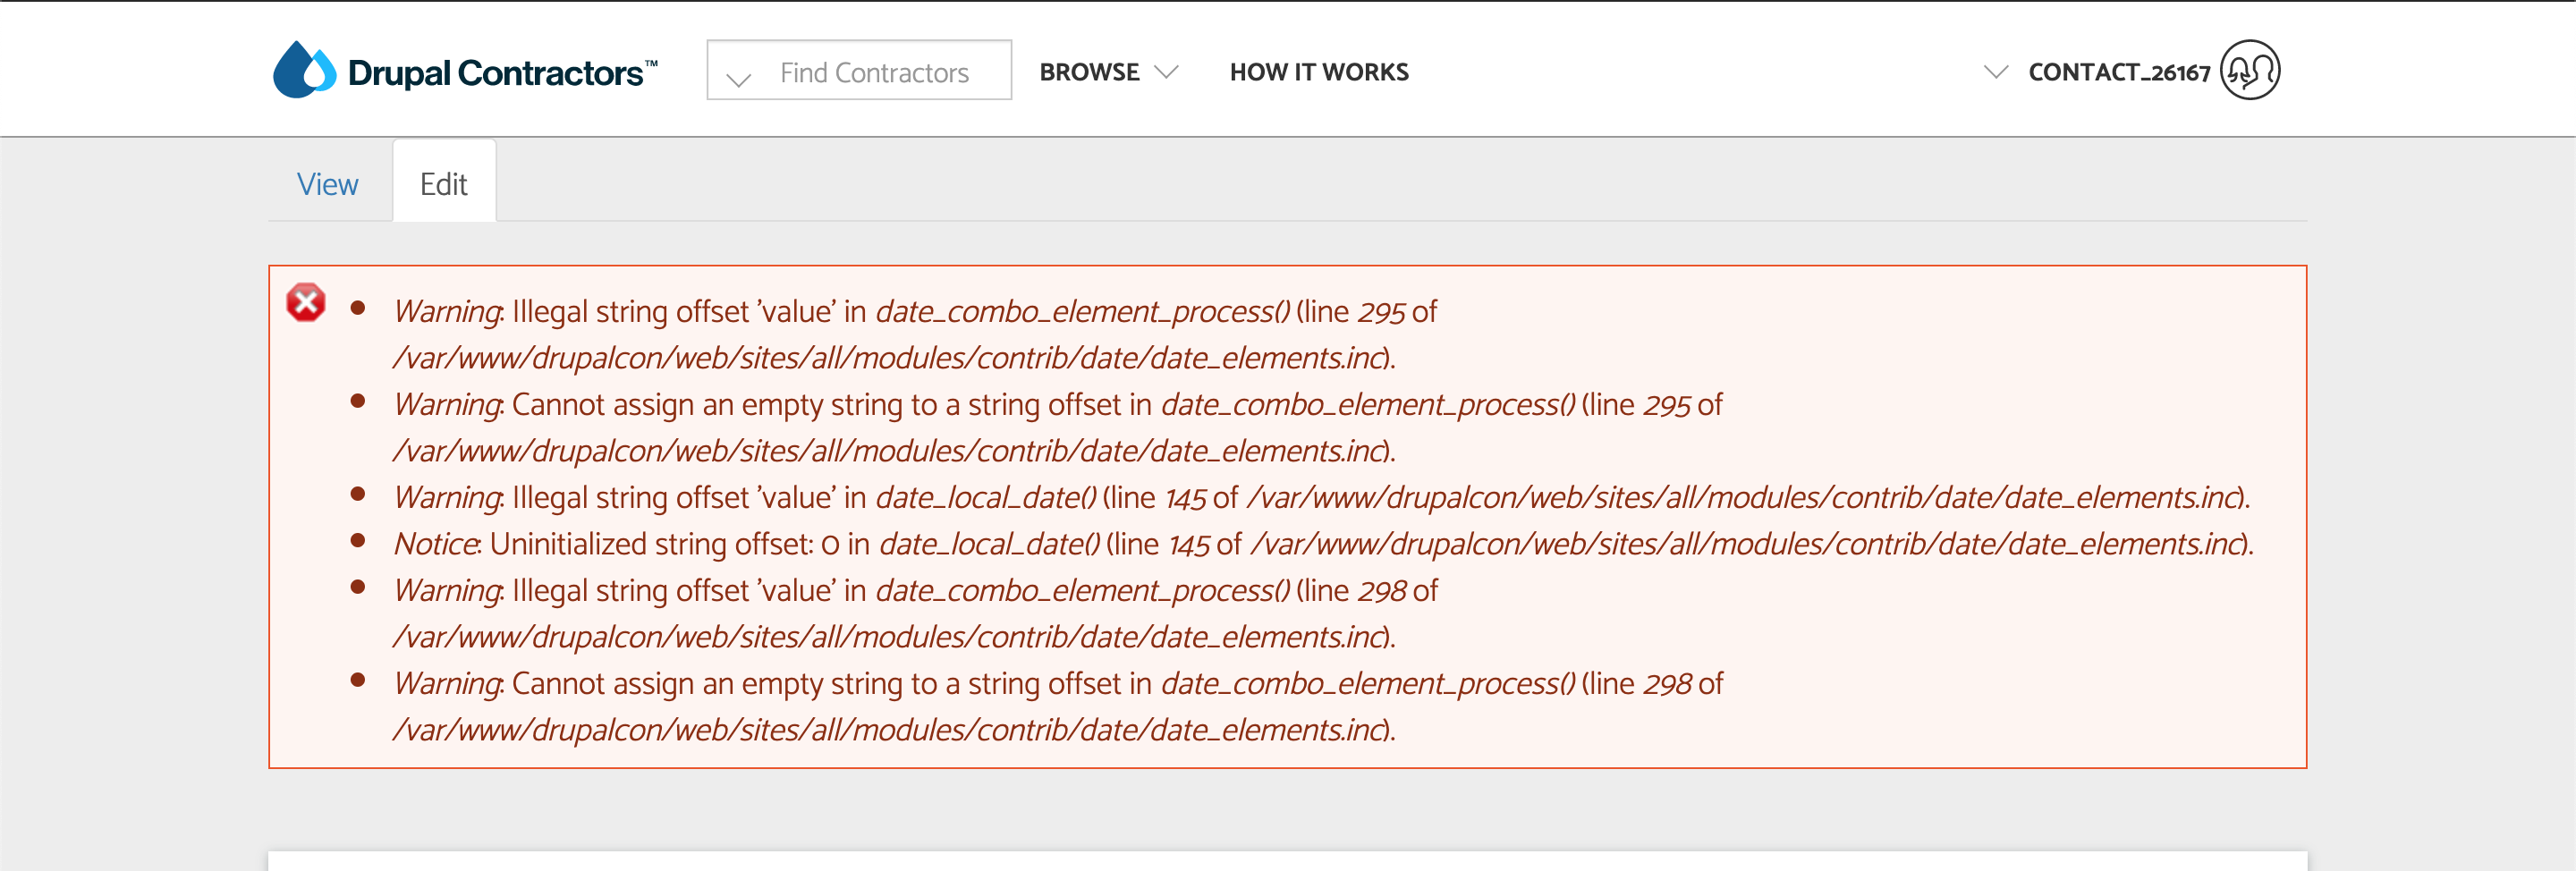 Drupal Contractors™
Find Contractors
BROWSE
HOW IT WORKS
CONTACT_26167
View
Edit
Warning: Illegal string offset 'value' in date_combo_element_process() (line 295 of
/var/www/drupalcon/web/sites/all/modules/contrib/date/date_elements.inc).
Warning: Cannot assign an empty string to a string offset in date_combo_element_process() (line 295 of
/var/www/drupalcon/web/sites/all/modules/contrib/date/date_elements.inc).
Warning: Illegal string offset 'value' in date_local_date() (line 145 of /var/www/drupalcon/web/sites/all/modules/contrib/date/date_elements.inc).
Notice: Uninitialized string offset: 0 in date_local_date() (line 145 of /var/www/drupalcon/web/sites/all/modules/contrib/date/date_elements.inc).
Warning: Illegal string offset 'value' in date_combo_element_process() (line 298 of
/var/www/drupalcon/web/sites/all/modules/contrib/date/date_elements.inc).
Warning: Cannot assign an empty string to a string offset in date_combo_element_process() (line 298 of
/var/www/drupalcon/web/sites/all/modules/contrib/date/date_elements.inc).